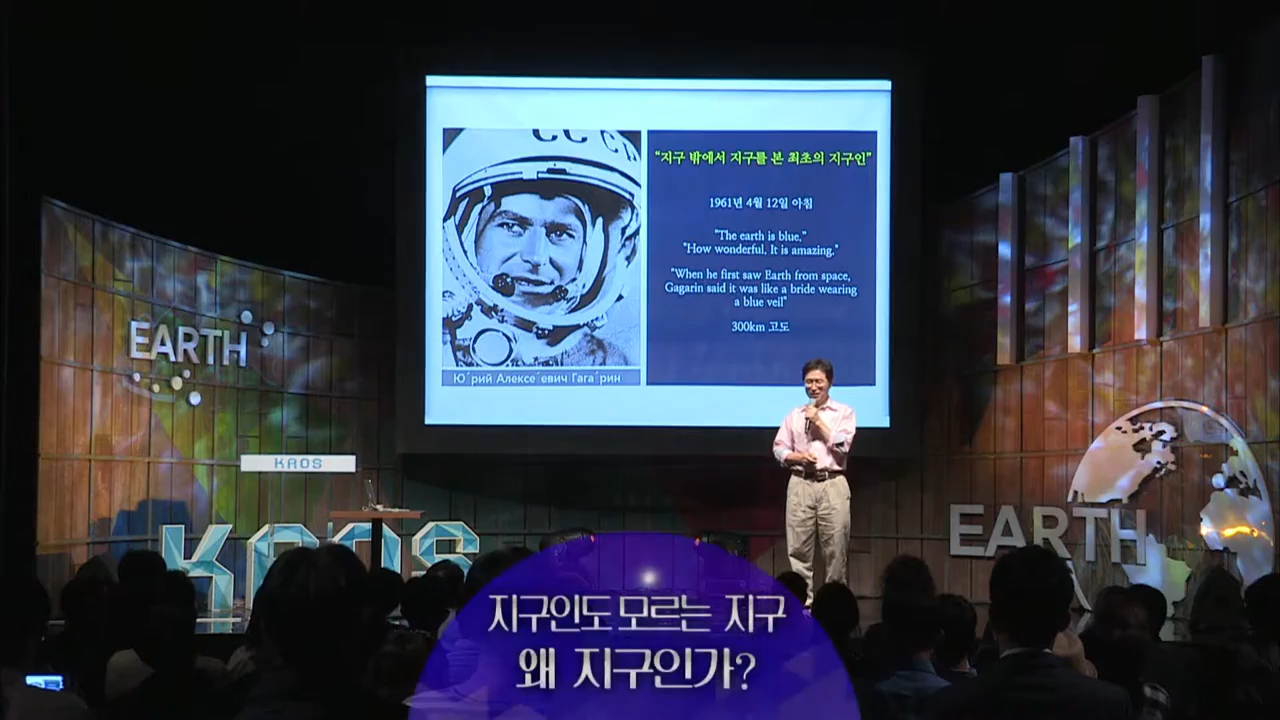 СССР
"지구 밖에서 지구를 본 최초의 지구인"
1961년 4월 12일 아침
"The earth is blue."
"How wonderful. It is amazing."
"When he first saw Earth from space,
Gagarin said it was like a bride wearing
a blue veil"
300km 고도
Ю´рий Алексе´евич Гага´рин
EARTH
KAOS
KAOS
EARTH
지구인도 모르는 지구
왜 지구인가?